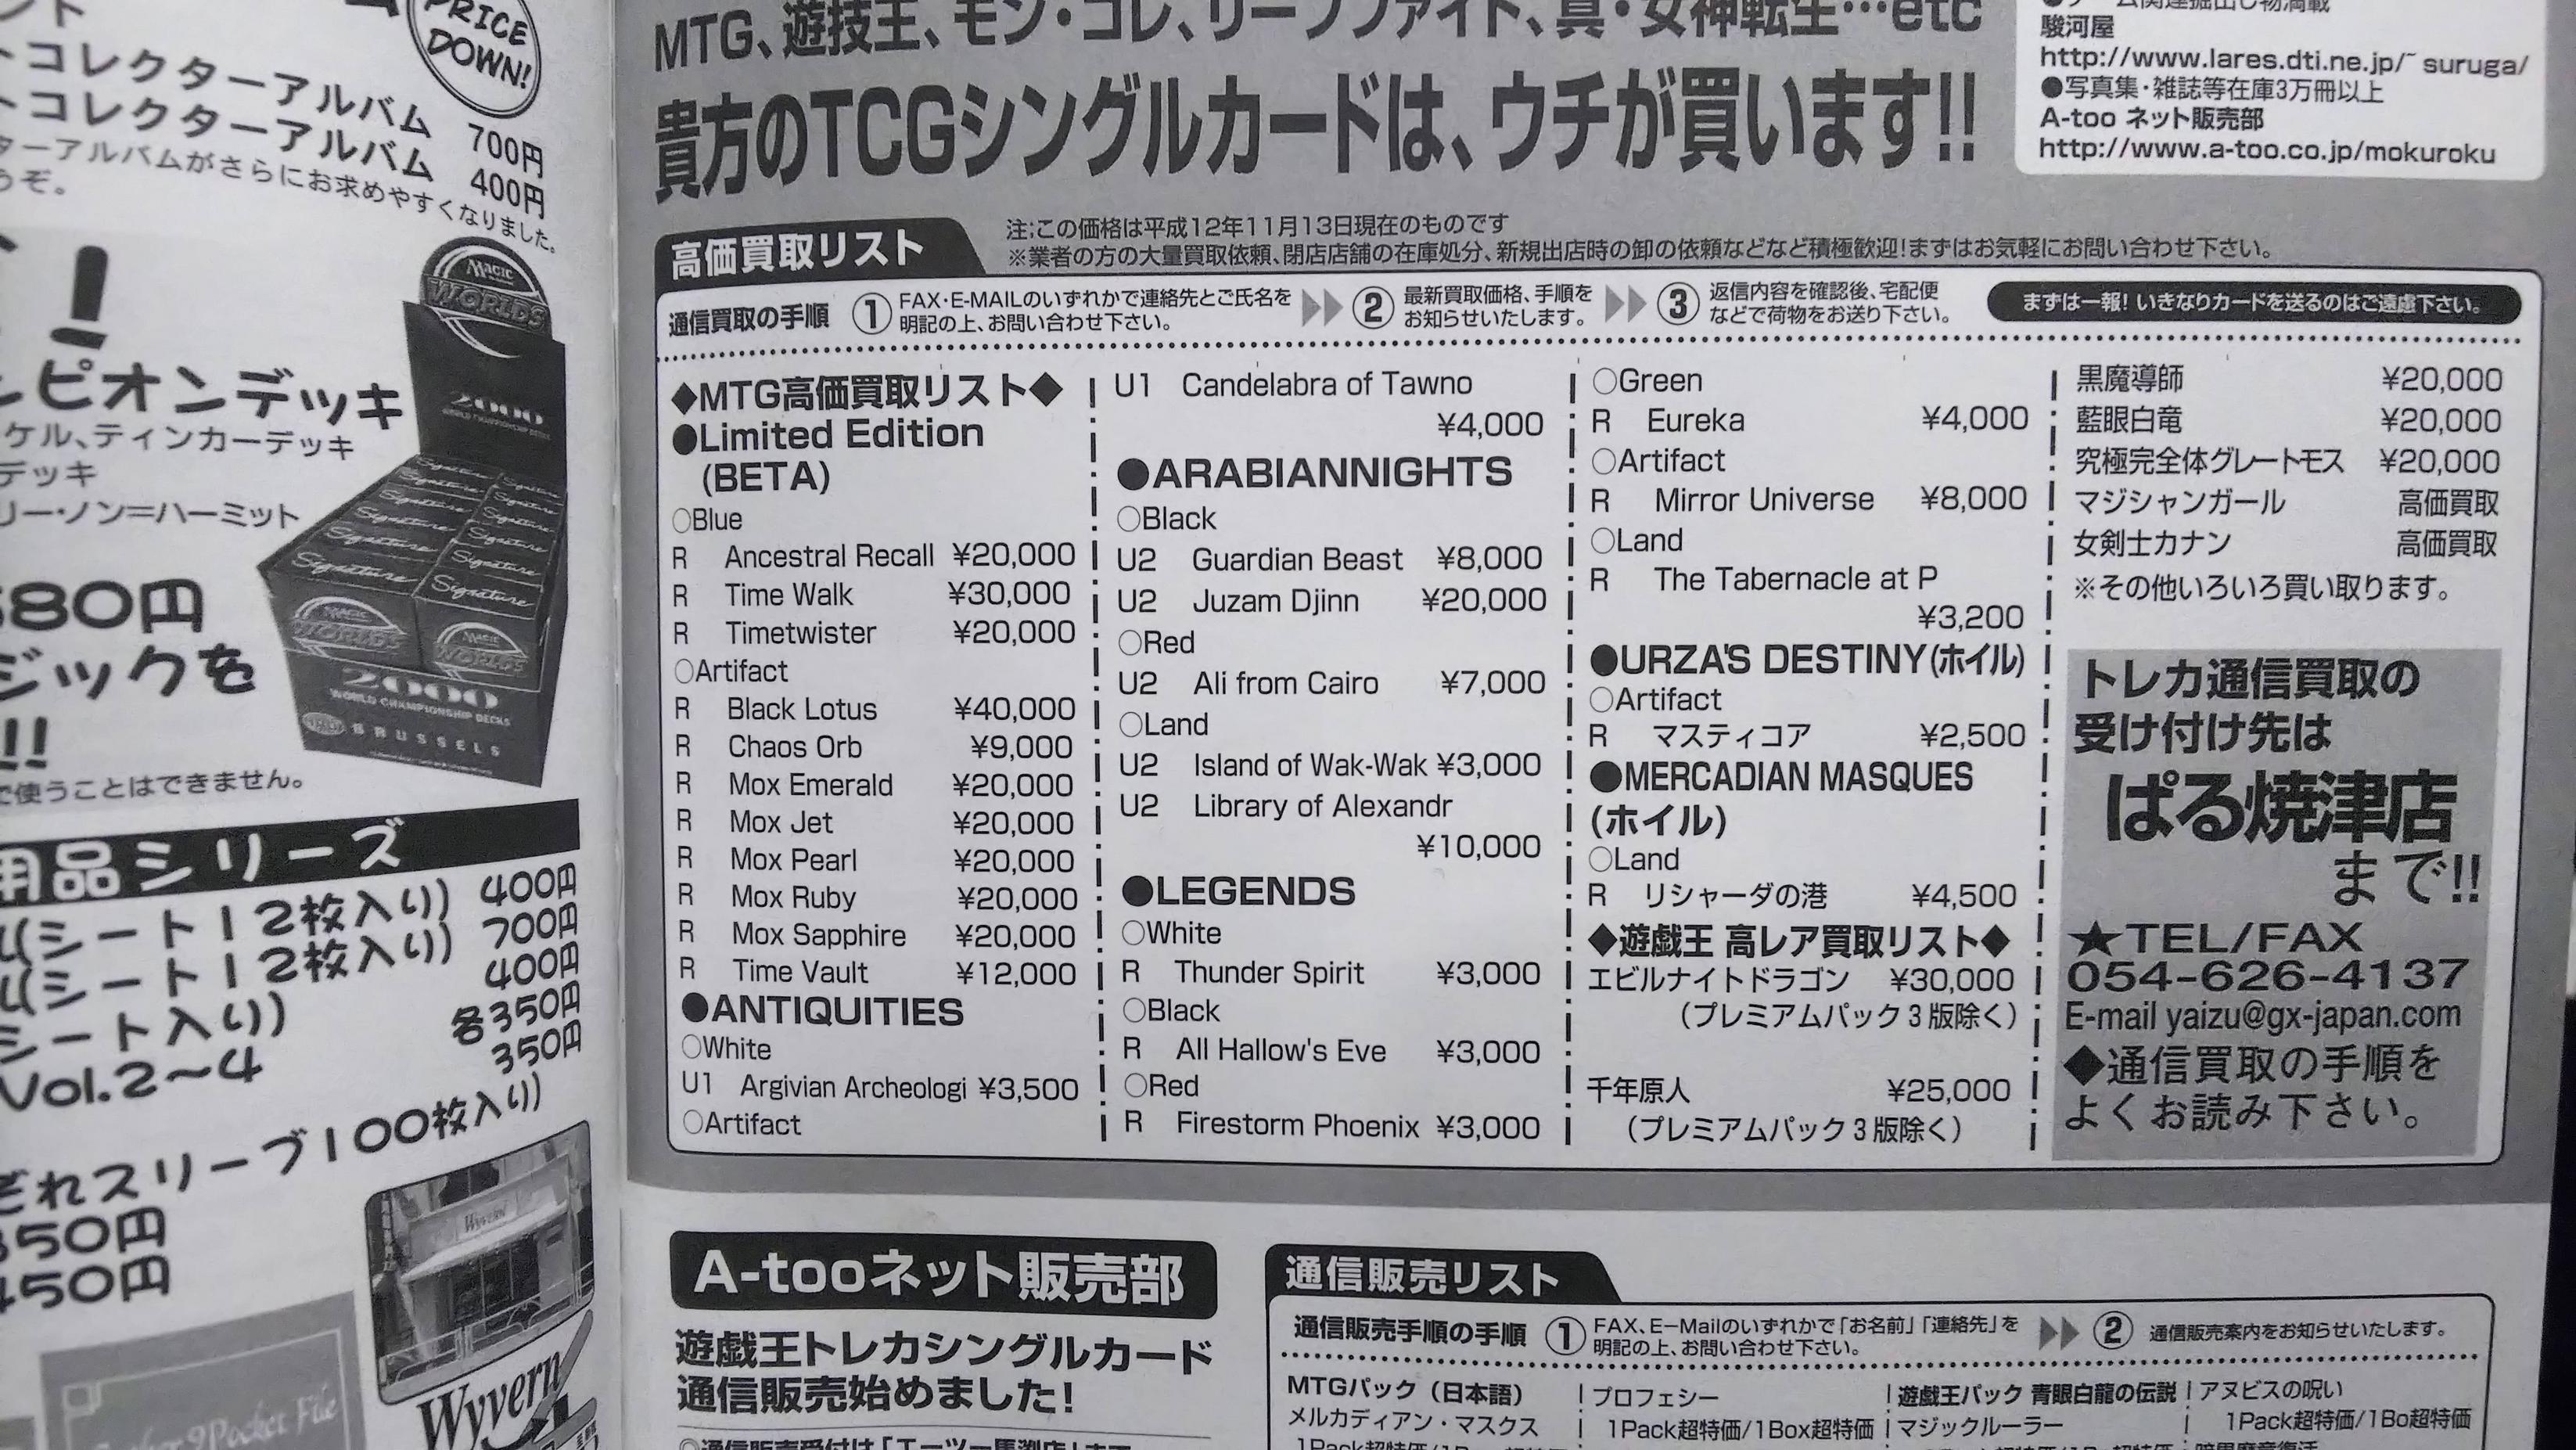 PRICE
DOWN!
コレクターアルバム 700円
コレクターアルバム 400円
ターアルバムがさらにお求めやすくなりました。
うぞ。
！
ピオンデッキ
ケル、ティンカーデッキ
デッキ
リー・ノン=ハーミット
80円
ジックを
!!
で使うことはできません。
MAGIC
WORLDS
2000
WORLD CHAMPIONSHIP DECKS
Signature
MAGIC
WORLDS
MAGIC
WORLDS
2000
WORLD CHAMPIONSHIP DECKS
BRUSSELS
用品シリーズ
(シート12枚入り) 400円
(シート12枚入り) 700円
シート入り) 400円
Vol.2〜4 各350円
350円
ぞれスリーブ100枚入り)
350円
450円
Wyvern
Wyvern
9Pocket File
MTG、遊技王、モン・コレ、リーフファイト、真・女神転生…etc
貴方のTCGシングルカードは、ウチが買います!!
駿河屋
http://www.lares.dti.ne.jp/~suruga/
●写真集・雑誌等在庫3万冊以上
A-too ネット販売部
http://www.a-too.co.jp/mokuroku
高価買取リスト
注;この価格は平成12年11月13日現在のものです
※業者の方の大量買取依頼、閉店店舗の在庫処分、新規出店時の卸の依頼などなど積極歓迎!まずはお気軽にお問い合わせ下さい。
通信買取の手順
① FAX・E-MAILのいずれかで連絡先とご氏名を
明記の上、お問い合わせ下さい。
② 最新買取価格、手順を
お知らせいたします。
③ 返信内容を確認後、宅配便
などで荷物をお送り下さい。
まずは一報! いきなりカードを送るのはご遠慮下さい。
◆MTG高価買取リスト◆
●Limited Edition
(BETA)
○Blue
R Ancestral Recall ¥20,000
R Time Walk ¥30,000
R Timetwister ¥20,000
○Artifact
R Black Lotus ¥40,000
R Chaos Orb ¥9,000
R Mox Emerald ¥20,000
R Mox Jet ¥20,000
R Mox Pearl ¥20,000
R Mox Ruby ¥20,000
R Mox Sapphire ¥20,000
R Time Vault ¥12,000
●ANTIQUITIES
○White
U1 Argivian Archeologi ¥3,500
○Artifact
U1 Candelabra of Tawno
¥4,000
●ARABIANNIGHTS
○Black
U2 Guardian Beast ¥8,000
U2 Juzam Djinn ¥20,000
○Red
U2 Ali from Cairo ¥7,000
○Land
U2 Island of Wak-Wak ¥3,000
U2 Library of Alexandr
¥10,000
●LEGENDS
○White
R Thunder Spirit ¥3,000
○Black
R All Hallow's Eve ¥3,000
○Red
R Firestorm Phoenix ¥3,000
○Green
R Eureka ¥4,000
○Artifact
R Mirror Universe ¥8,000
○Land
R The Tabernacle at P
¥3,200
●URZA'S DESTINY(ホイル)
○Artifact
R マスティコア ¥2,500
●MERCADIAN MASQUES
(ホイル)
○Land
R リシャーダの港 ¥4,500
◆遊戯王 高レア買取リスト◆
エビルナイトドラゴン ¥30,000
(プレミアムパック3版除く)
千年原人 ¥25,000
(プレミアムパック3版除く)
黒魔導師 ¥20,000
藍眼白竜 ¥20,000
究極完全体グレートモス ¥20,000
マジシャンガール 高価買取
女剣士カナン 高価買取
※その他いろいろ買い取ります。
トレカ通信買取の
受け付け先は
ぱる焼津店
まで!!
★TEL/FAX
054-626-4137
E-mail yaizu@gx-japan.com
◆通信買取の手順を
よくお読み下さい。
A-tooネット販売部
遊戯王トレカシングルカード
通信販売始めました!
通信販売リスト
通信販売手順の手順
① FAX、E-Mailのいずれかで「お名前」「連絡先」を
明記の上、お問い合わせ下さい。
② 通信販売案内をお知らせいたします。
MTGパック (日本語)
メルカディアン・マスクス
プロフェシー
1Pack超特価/1Box超特価
遊戯王パック 青眼白龍の伝説
マジックルーラー
アヌビスの呪い
1Pack超特価/1Bo超特価